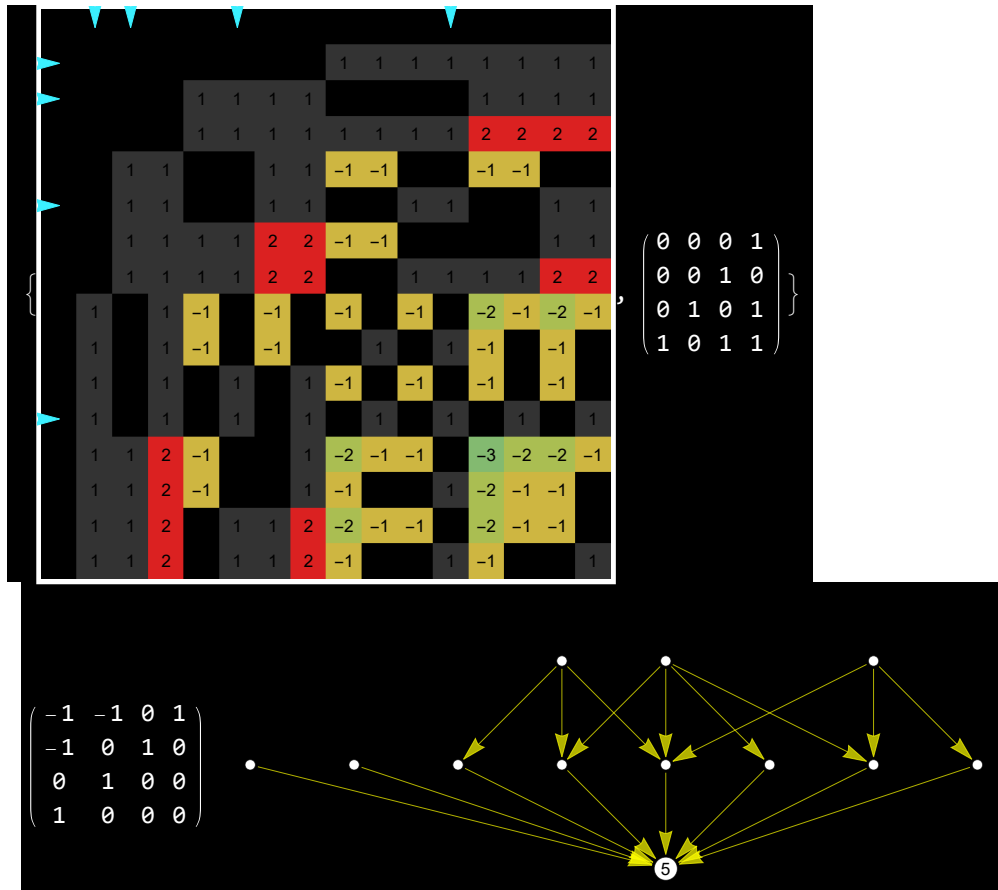 {
1 1 1 1 1 1 1 1
1 1 1 1 1 1 1 1
1 1 1 1 1 1 1 1 2 2 2 2
1 1 1 1 −1 −1 −1 −1
1 1 1 1 1 1 1 1
1 1 1 1 2 2 −1 −1 1 1
1 1 1 1 2 2 1 1 1 1 2 2
1 1 −1 −1 −1 −1 −2 −1 −2 −1
1 1 −1 −1 1 1 −1 −1
1 1 1 1 −1 −1 −1 −1
1 1 1 1 1 1 1 1
1 1 2 −1 1 −2 −1 −1 −3 −2 −2 −1
1 1 2 −1 1 −1 1 −2 −1 −1
1 1 2 1 1 2 −2 −1 −1 −2 −1 −1
1 1 2 1 1 2 −1 1 −1 1
,
0 0 0 1
0 0 1 0
0 1 0 1
1 0 1 1
}
−1 −1 0 1
−1 0 1 0
0 1 0 0
1 0 0 0
5